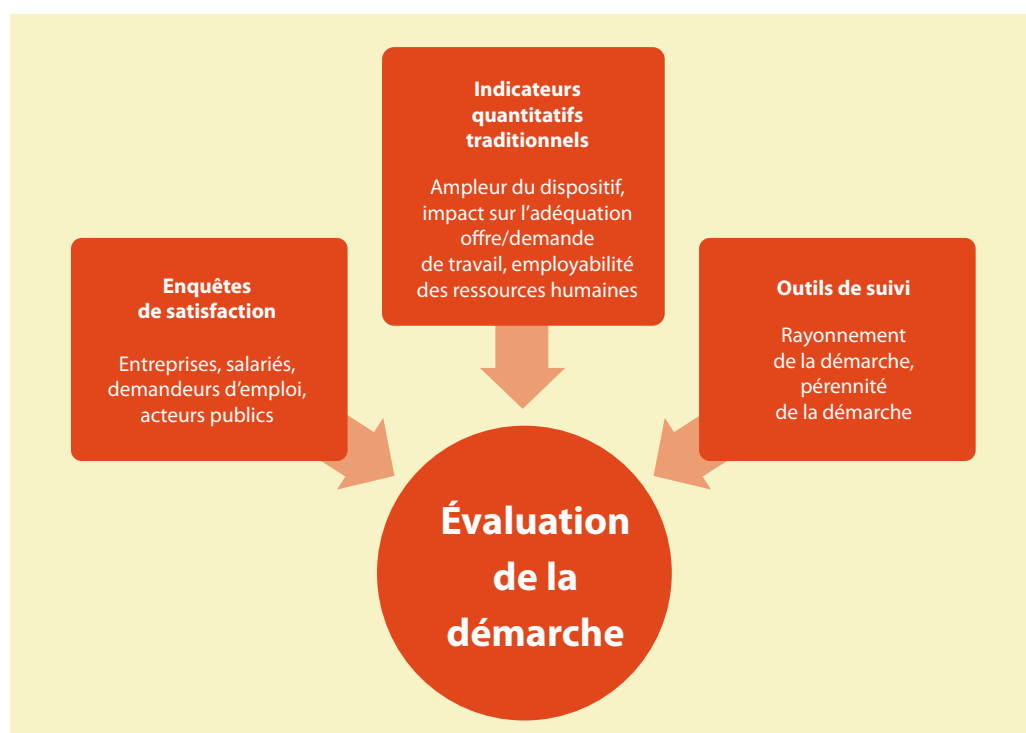 Indicateurs
quantitatifs
traditionnels
Ampleur du dispositif,
impact sur l’adéquation
offre/demande
de travail, employabilité
des ressources humaines
Enquêtes
de satisfaction
Entreprises, salariés,
demandeurs d’emploi,
acteurs publics
Outils de suivi
Rayonnement
de la démarche,
pérennité
de la démarche
Évaluation
de la
démarche